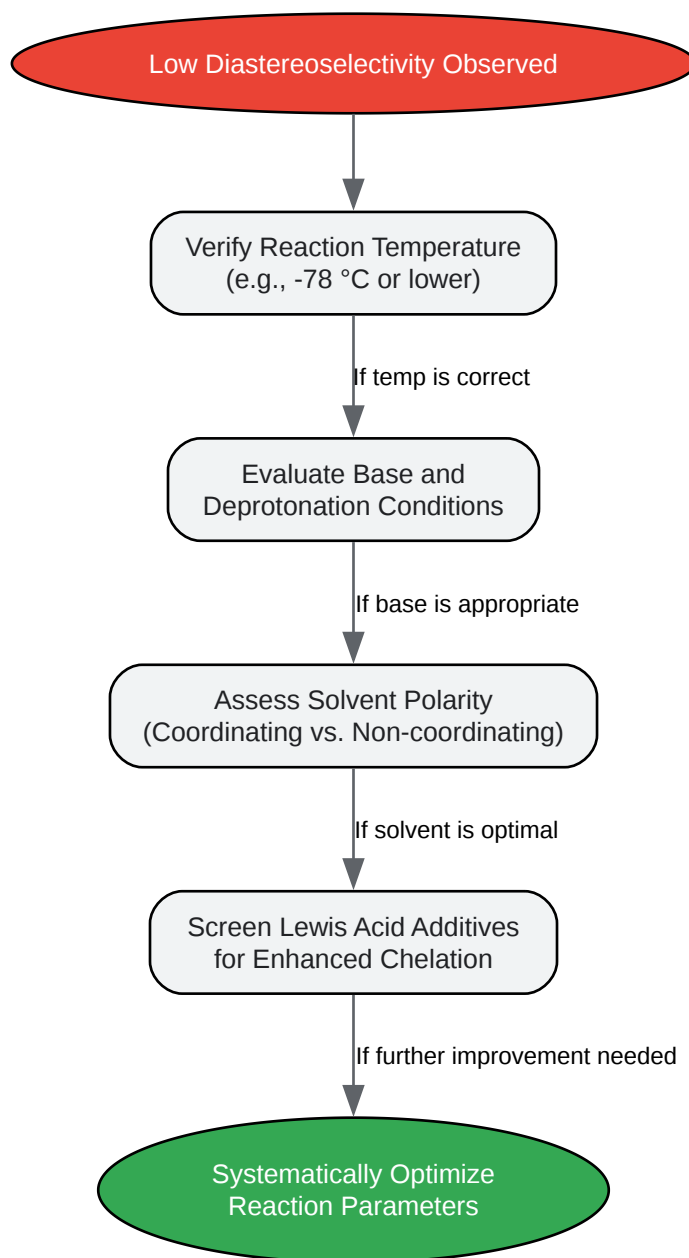 Low Diastereoselectivity Observed
Verify Reaction Temperature
(e.g., -78 °C or lower)
If temp is correct
Evaluate Base and
Deprotonation Conditions
If base is appropriate
Assess Solvent Polarity
(Coordinating vs. Non-coordinating)
If solvent is optimal
Screen Lewis Acid Additives
for Enhanced Chelation
If further improvement needed
Systematically Optimize
Reaction Parameters